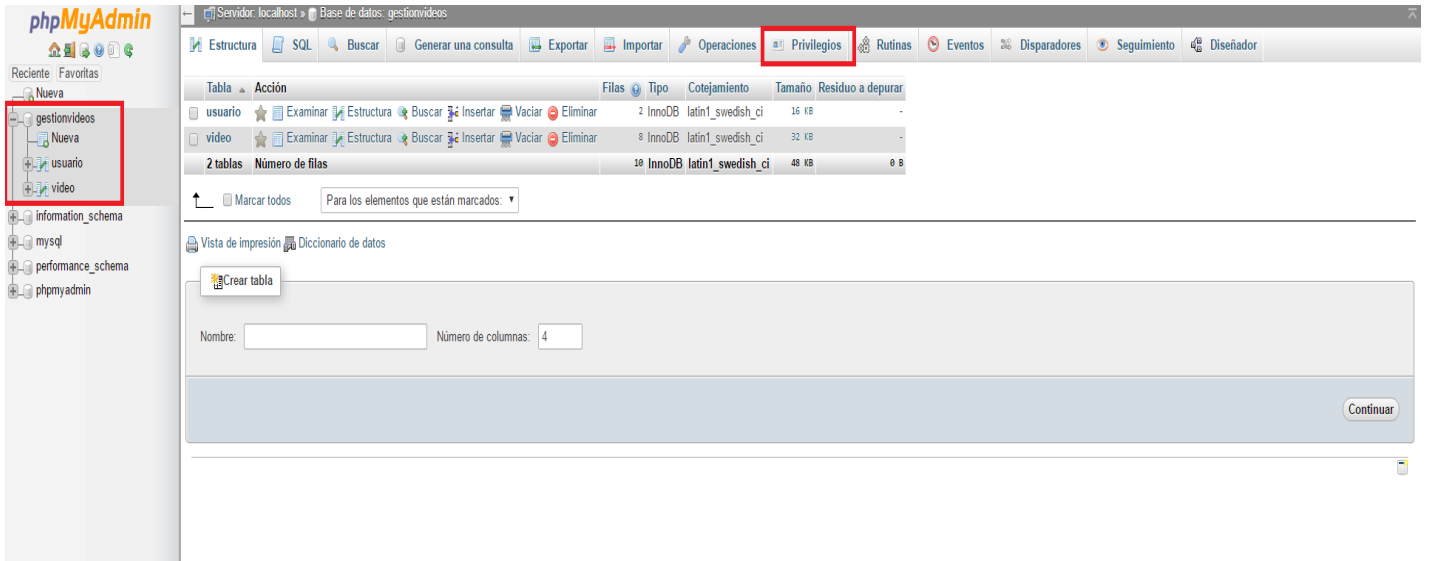 phpMyAdmin
Reciente Favoritas
Nueva
gestionvideos
Nueva
usuario
video
information_schema
mysql
performance_schema
phpmyadmin
Servidor: localhost » Base de datos: gestionvideos
Estructura SQL Buscar Generar una consulta Exportar Importar Operaciones Privilegios Rutinas Eventos Disparadores Seguimiento Diseñador
Tabla Acción Filas Tipo Cotejamiento Tamaño Residuo a depurar
usuario Examinar Estructura Buscar Insertar Vaciar Eliminar 2 InnoDB latin1_swedish_ci 16 KB -
video Examinar Estructura Buscar Insertar Vaciar Eliminar 8 InnoDB latin1_swedish_ci 32 KB -
2 tablas Número de filas 10 InnoDB latin1_swedish_ci 48 KB 0 B
Marcar todos Para los elementos que están marcados:
Vista de impresión Diccionario de datos
Crear tabla
Nombre: Número de columnas: 4
Continuar